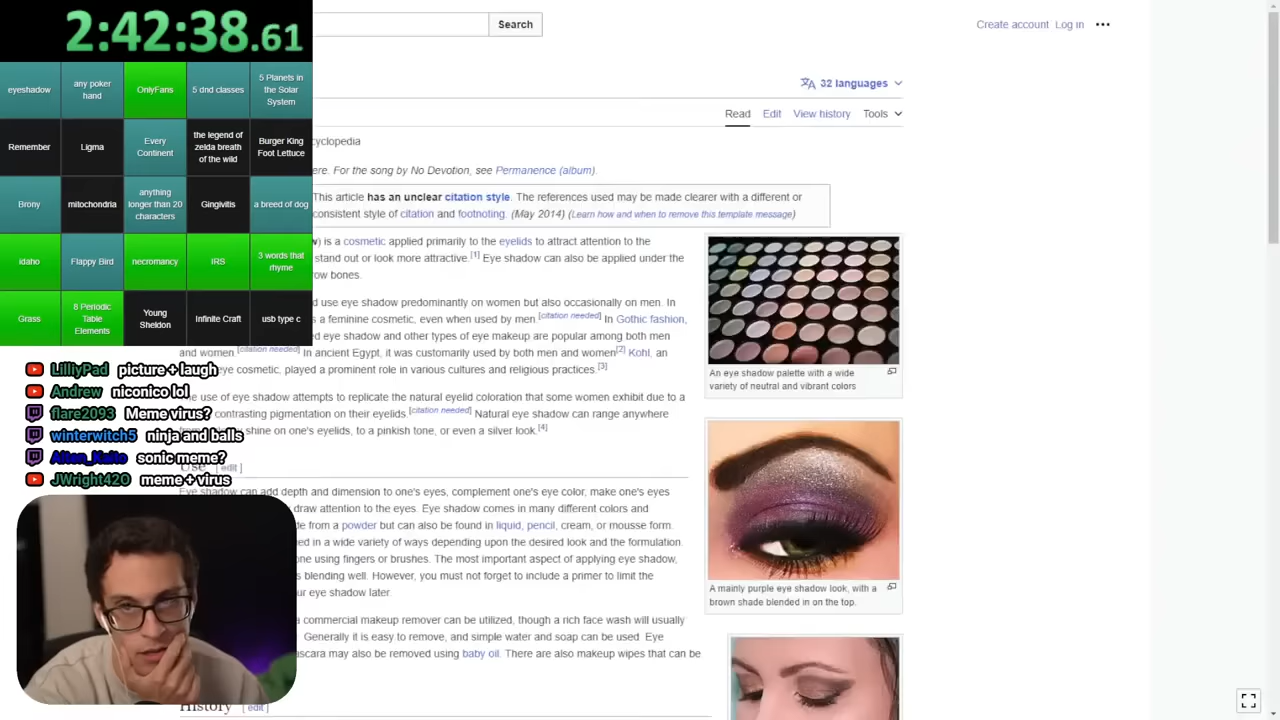 2:42:38.61
Search
Create account Log in
eyeshadow
any poker
hand
OnlyFans
5 dnd classes
5 Planets in
the Solar
System
Remember
Ligma
Every
Continent
the legend of
zelda breath
of the wild
Burger King
Foot Lettuce
Brony
mitochondria
anything
longer than 20
characters
Gingivitis
a breed of dog
idaho
Flappy Bird
necromancy
IRS
3 words that
rhyme
Grass
8 Periodic
Table
Elements
Young
Sheldon
Infinite Craft
usb type c
32 languages
Read Edit View history Tools
cyclopedia
ere. For the song by No Devotion, see Permanence (album).
This article has an unclear citation style. The references used may be made clearer with a different or
consistent style of citation and footnoting. (May 2014) (Learn how and when to remove this template message)
w) is a cosmetic applied primarily to the eyelids to attract attention to the
stand out or look more attractive.[1] Eye shadow can also be applied under the
row bones.
d use eye shadow predominantly on women but also occasionally on men. In
s a feminine cosmetic, even when used by men.[citation needed] In Gothic fashion,
ed eye shadow and other types of eye makeup are popular among both men
and women.[citation needed] In ancient Egypt, it was customarily used by both men and women.[2] Kohl, an
eye cosmetic, played a prominent role in various cultures and religious practices.[3]
use of eye shadow attempts to replicate the natural eyelid coloration that some women exhibit due to a
contrasting pigmentation on their eyelids.[citation needed] Natural eye shadow can range anywhere
shine on one's eyelids, to a pinkish tone, or even a silver look.[4]
An eye shadow palette with a wide
variety of neutral and vibrant colors
LilliyPad picture + laugh
Andrew niconico lol
flare2093 Meme virus?
winterwitch5 ninja and balls
Aiten_Kaito sonic meme?
JWright420 meme + virus
Use [ edit ]
Eye shadow can add depth and dimension to one's eyes, complement one's eye color, make one's eyes
draw attention to the eyes. Eye shadow comes in many different colors and
de from a powder but can also be found in liquid, pencil, cream, or mousse form.
ed in a wide variety of ways depending upon the desired look and the formulation.
one using fingers or brushes. The most important aspect of applying eye shadow,
s blending well. However, you must not forget to include a primer to limit the
ur eye shadow later.
A mainly purple eye shadow look, with a
brown shade blended in on the top.
a commercial makeup remover can be utilized, though a rich face wash will usually
Generally it is easy to remove, and simple water and soap can be used. Eye
ascara may also be removed using baby oil. There are also makeup wipes that can be
History [ edit ]